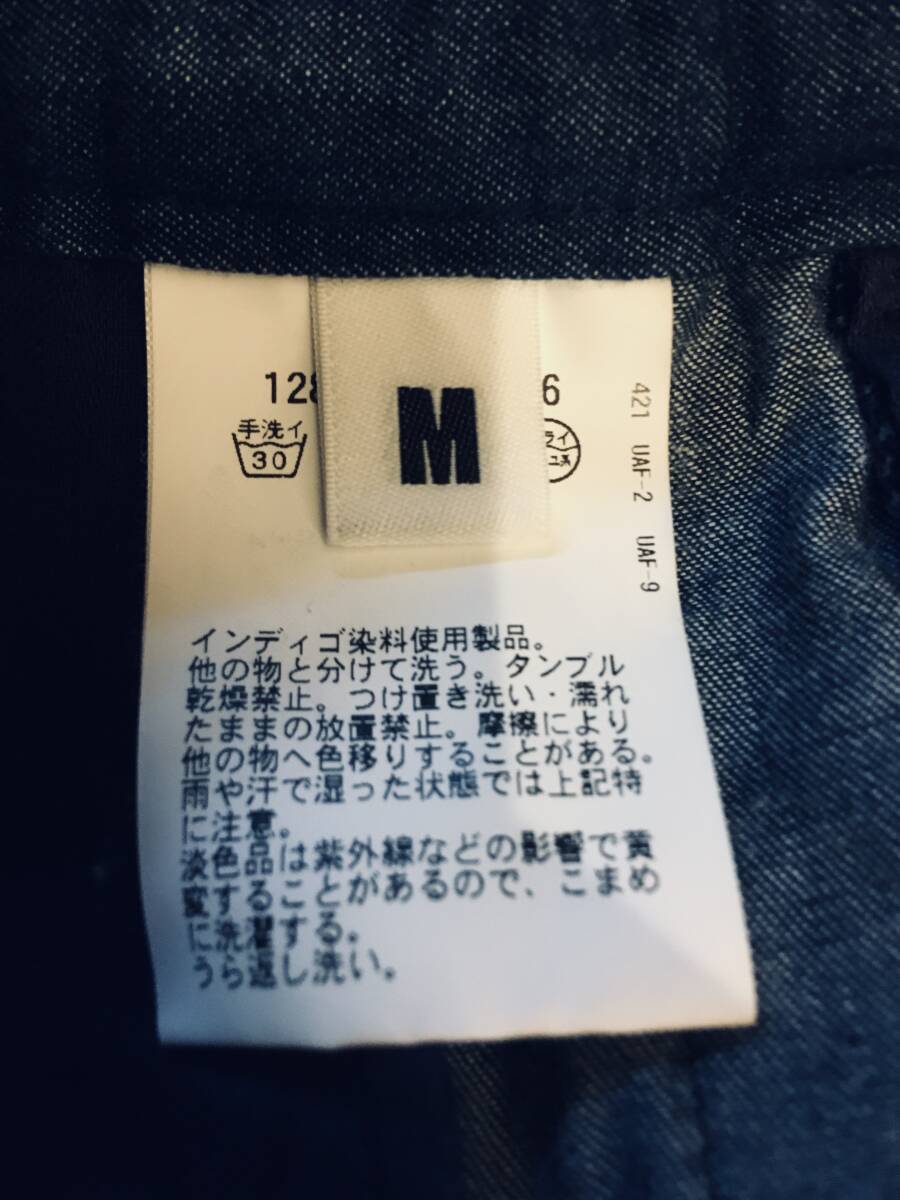 128
M
6
手洗イ
30
421 UAF-2 UAF-9
インディゴ染料使用製品。
他の物と分けて洗う。タンブル
乾燥禁止。つけ置き洗い・濡れ
たままの放置禁止。摩擦により
他の物へ色移りすることがある。
雨や汗で湿った状態では上記特
に注意。
淡色品は紫外線などの影響で黄
変することがあるので、こまめ
に洗濯する。
うら返し洗い。